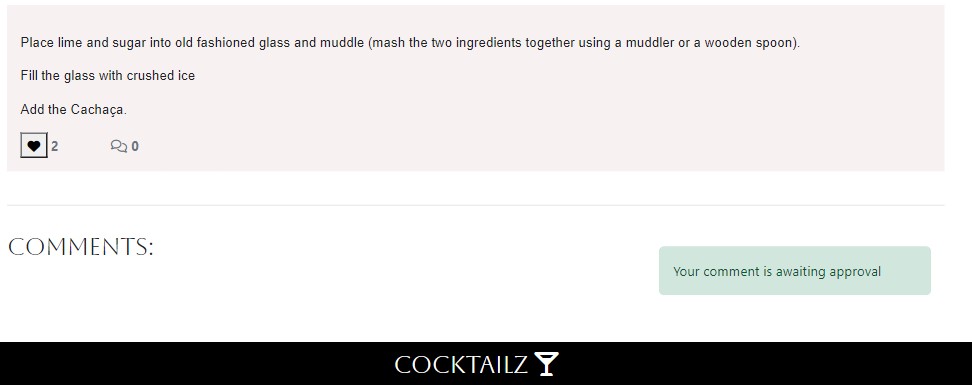 Place lime and sugar into old fashioned glass and muddle (mash the two ingredients together using a muddler or a wooden spoon).
Fill the glass with crushed ice
Add the Cachaça.
2 0
COMMENTS:
Your comment is awaiting approval
COCKTAILZ